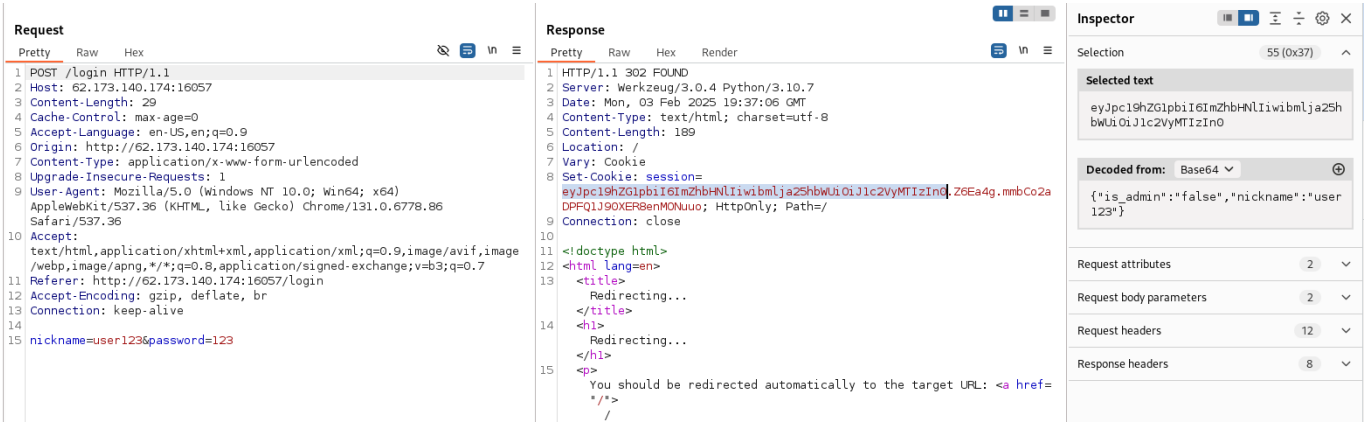 Request
Pretty Raw Hex \n
1 POST /login HTTP/1.1
2 Host: 62.173.140.174:16057
3 Content-Length: 29
4 Cache-Control: max-age=0
5 Accept-Language: en-US,en;q=0.9
6 Origin: http://62.173.140.174:16057
7 Content-Type: application/x-www-form-urlencoded
8 Upgrade-Insecure-Requests: 1
9 User-Agent: Mozilla/5.0 (Windows NT 10.0; Win64; x64)
AppleWebKit/537.36 (KHTML, like Gecko) Chrome/131.0.6778.86
Safari/537.36
10 Accept:
text/html,application/xhtml+xml,application/xml;q=0.9,image/avif,image
/webp,image/apng,*/*;q=0.8,application/signed-exchange;v=b3;q=0.7
11 Referer: http://62.173.140.174:16057/login
12 Accept-Encoding: gzip, deflate, br
13 Connection: keep-alive
14
15 nickname=user123&password=123
Response
Pretty Raw Hex Render \n
1 HTTP/1.1 302 FOUND
2 Server: Werkzeug/3.0.4 Python/3.10.7
3 Date: Mon, 03 Feb 2025 19:37:06 GMT
4 Content-Type: text/html; charset=utf-8
5 Content-Length: 189
6 Location: /
7 Vary: Cookie
8 Set-Cookie: session=
eyJpc19hZG1pbiI6ImZhbHNlIiwibmlja25hbWUiOiJ1c2VyMTIzIn0.Z6Ea4g.mmbCo2a
DPFQ1J9OXER8enMONuuo; HttpOnly; Path=/
9 Connection: close
10
11 <!doctype html>
12 <html lang=en>
13 <title>
Redirecting...
</title>
14 <h1>
Redirecting...
</h1>
15 <p>
You should be redirected automatically to the target URL: <a href=
"/">
/
Inspector
Selection 55 (0x37)
Selected text
eyJpc19hZG1pbiI6ImZhbHNlIiwibmlja25h
bWUiOiJ1c2VyMTIzIn0
Decoded from: Base64
{"is_admin":"false","nickname":"user
123"}
Request attributes 2
Request body parameters 2
Request headers 12
Response headers 8